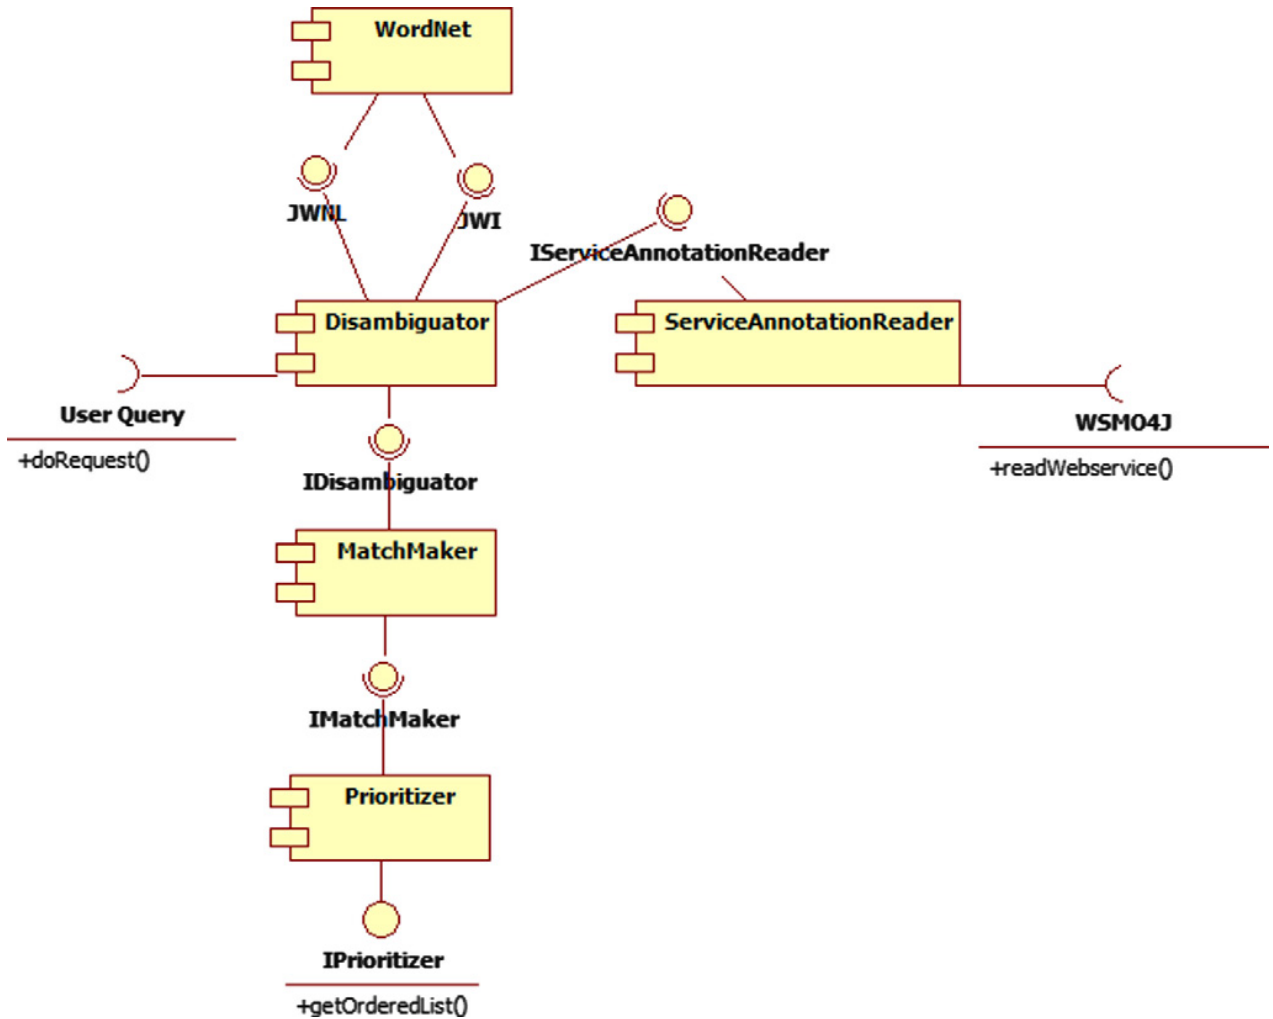 WordNet
JWNL
JWI
IServiceAnnotationReader
Disambiguator
ServiceAnnotationReader
User Query
+doRequest()
WSMO4J
+readWebservice()
IDisambiguator
MatchMaker
IMatchMaker
Prioritizer
IPrioritizer
+getOrderedList()